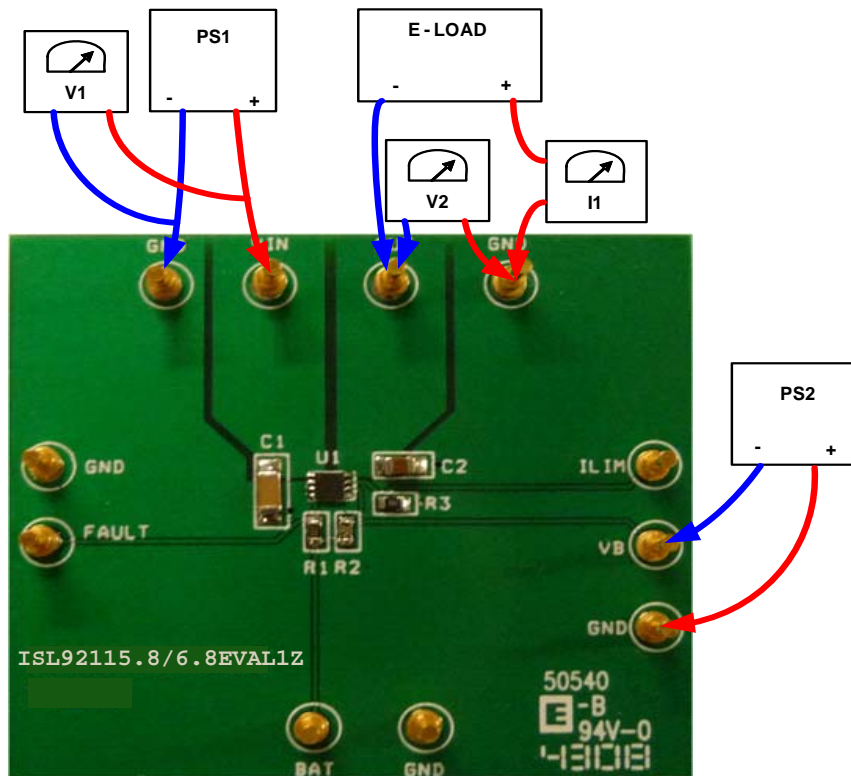 V1
PS1
- +
E-LOAD
- +
V2
I1
GND
GND
PS2
- +
C1
U1
C2
R3
R1 R2
GND
FAULT
ILIM
VB
GND
ISL92115.8/6.8EVAL1Z
50540
E -B
94V-0
BAT
GND